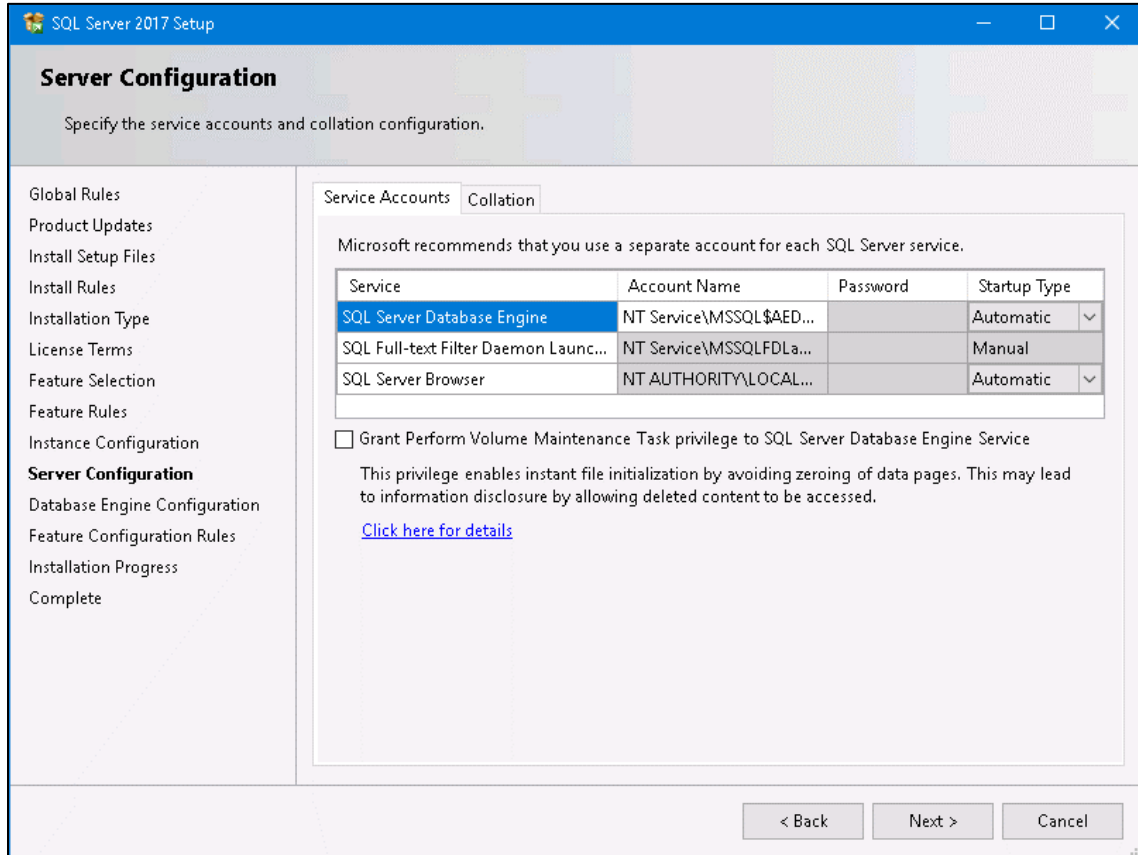 SQL Server 2017 Setup
Server Configuration
Specify the service accounts and collation configuration.
Global Rules
Product Updates
Install Setup Files
Install Rules
Installation Type
License Terms
Feature Selection
Feature Rules
Instance Configuration
Server Configuration
Database Engine Configuration
Feature Configuration Rules
Installation Progress
Complete
Service Accounts Collation
Microsoft recommends that you use a separate account for each SQL Server service.
Service Account Name Password Startup Type
SQL Server Database Engine NT Service\MSSQL$AED... Automatic
SQL Full-text Filter Daemon Launc... NT Service\MSSQLFDLa... Manual
SQL Server Browser NT AUTHORITY\LOCAL... Automatic
Grant Perform Volume Maintenance Task privilege to SQL Server Database Engine Service
This privilege enables instant file initialization by avoiding zeroing of data pages. This may lead
to information disclosure by allowing deleted content to be accessed.
Click here for details
< Back Next > Cancel